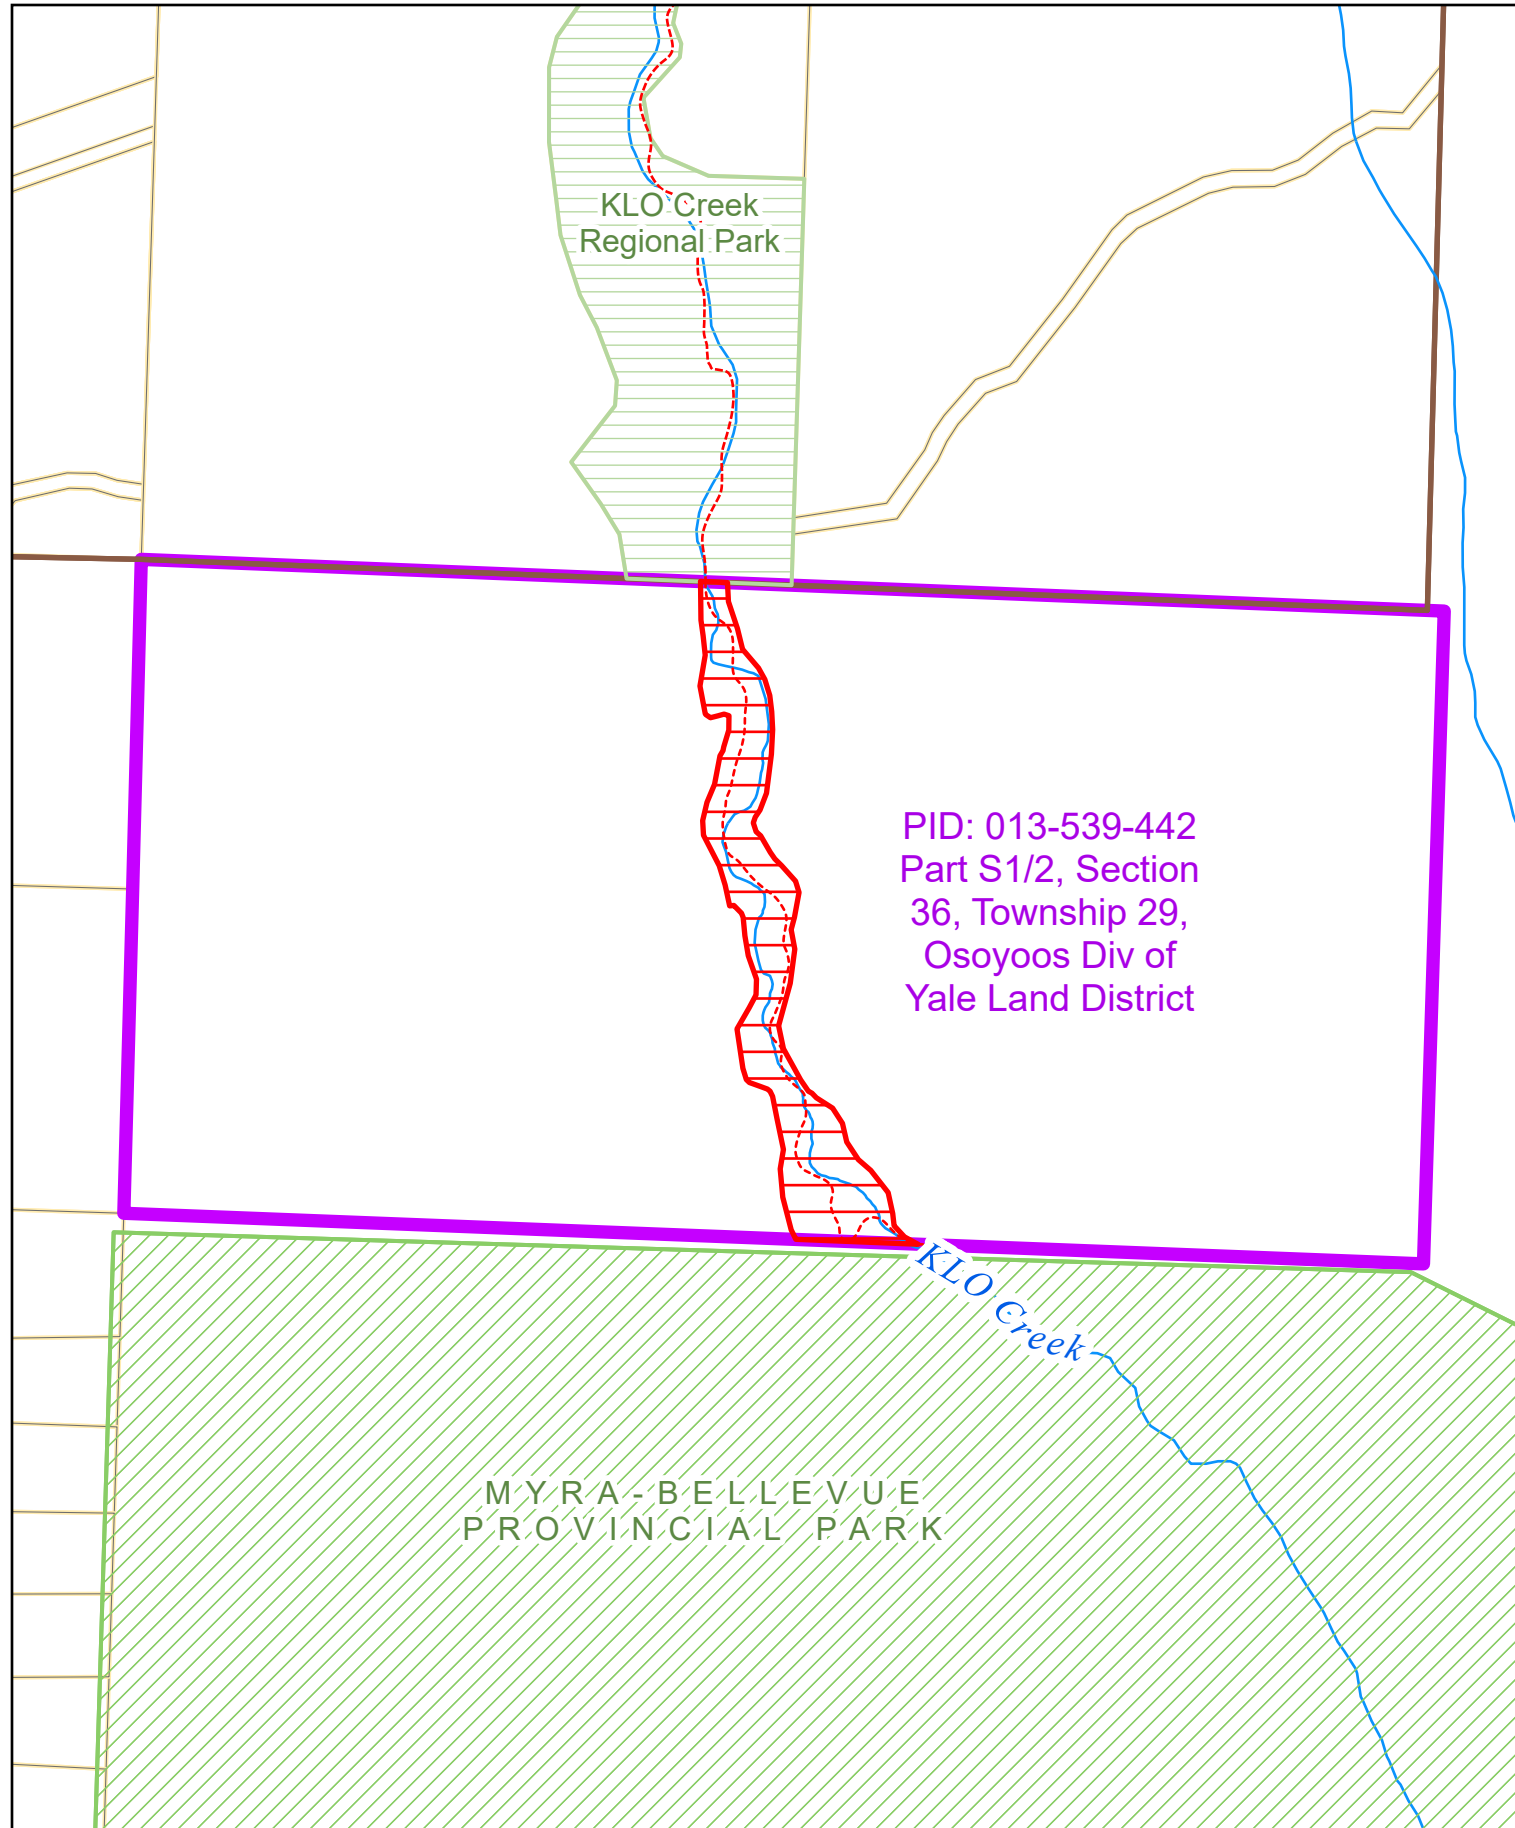 KLO Creek
Regional Park
PID: 013-539-442
Part S1/2, Section
36, Township 29,
Osoyoos Div of
Yale Land District
KLO Creek
MYRA-BELLEVUE
PROVINCIAL PARK